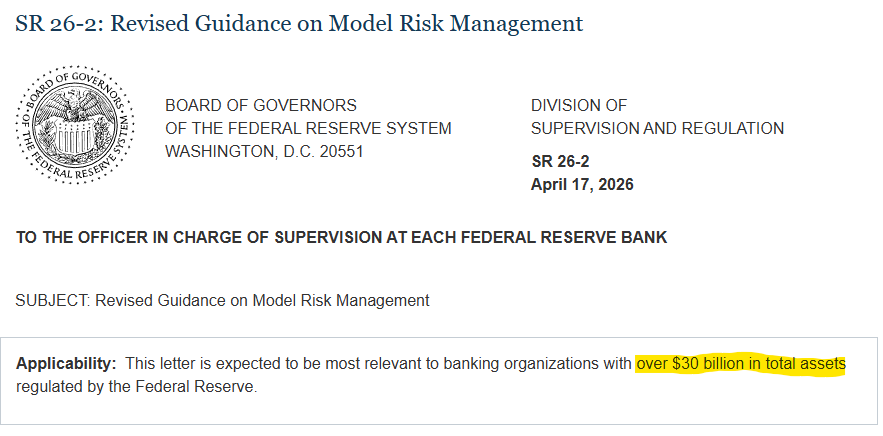 SR 26-2: Revised Guidance on Model Risk Management
BOARD OF GOVERNORS
OF THE FEDERAL RESERVE SYSTEM
WASHINGTON, D.C. 20551
DIVISION OF
SUPERVISION AND REGULATION
SR 26-2
April 17, 2026
BOARD OF GOVERNORS
OF THE FEDERAL RESERVE SYSTEM
TO THE OFFICER IN CHARGE OF SUPERVISION AT EACH FEDERAL RESERVE BANK
SUBJECT: Revised Guidance on Model Risk Management
Applicability: This letter is expected to be most relevant to banking organizations with over $30 billion in total assets
regulated by the Federal Reserve.